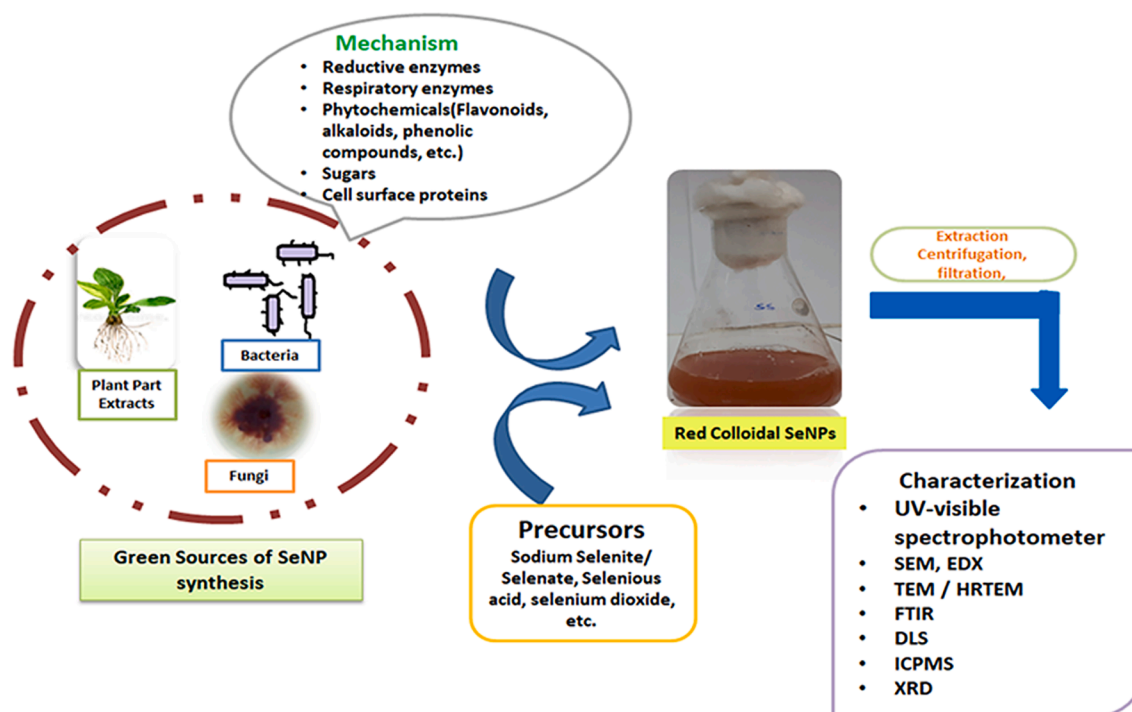 Mechanism
• Reductive enzymes
• Respiratory enzymes
• Phytochemicals(Flavonoids,
alkaloids, phenolic
compounds, etc.)
• Sugars
• Cell surface proteins
Plant Part
Extracts
Bacteria
Fungi
Green Sources of SeNP
synthesis
Precursors
Sodium Selenite/
Selenate, Selenious
acid, selenium dioxide,
etc.
SS
Red Colloidal SeNPs
Extraction
Centrifugation,
filtration,
Characterization
• UV-visible
spectrophotometer
• SEM, EDX
• TEM / HRTEM
• FTIR
• DLS
• ICPMS
• XRD